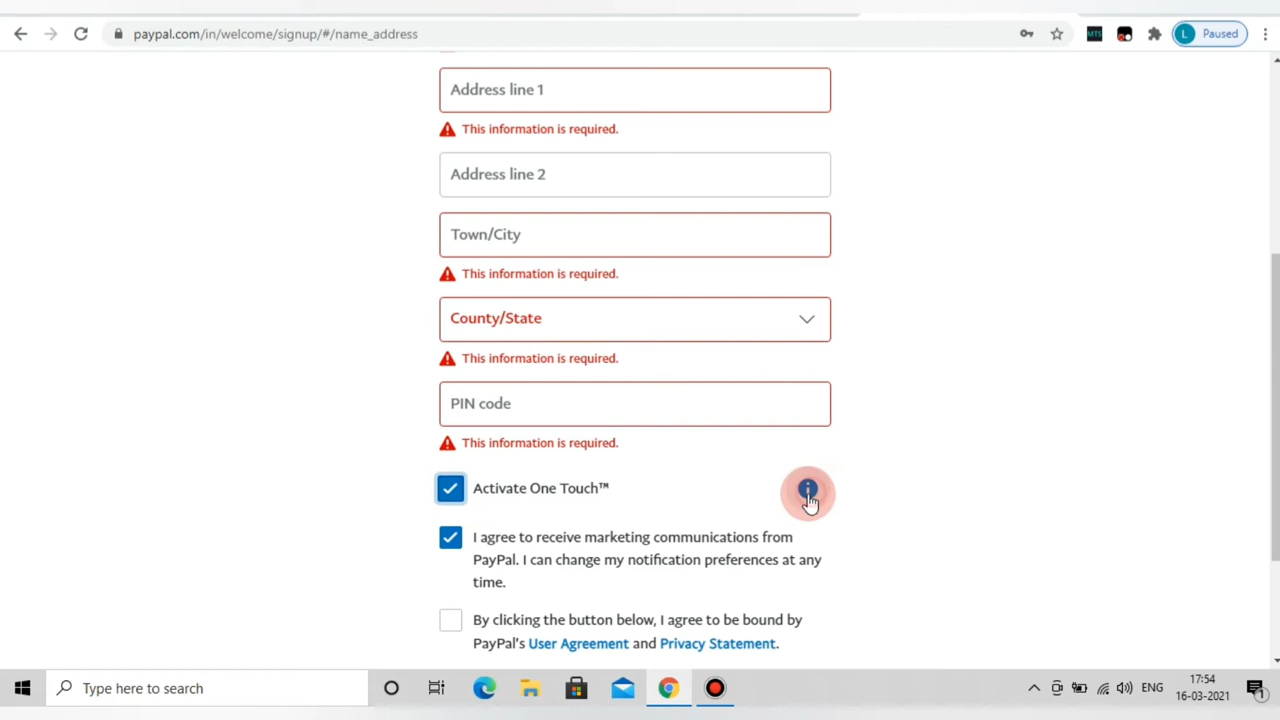 paypal.com/in/welcome/signup/#/name_address
MTS
L Paused
Address line 1
This information is required.
Address line 2
Town/City
This information is required.
County/State
This information is required.
PIN code
This information is required.
Activate One Touch™
I agree to receive marketing communications from
PayPal. I can change my notification preferences at any
time.
By clicking the button below, I agree to be bound by
PayPal's User Agreement and Privacy Statement.
Type here to search
ENG
17:54
16-03-2021
1